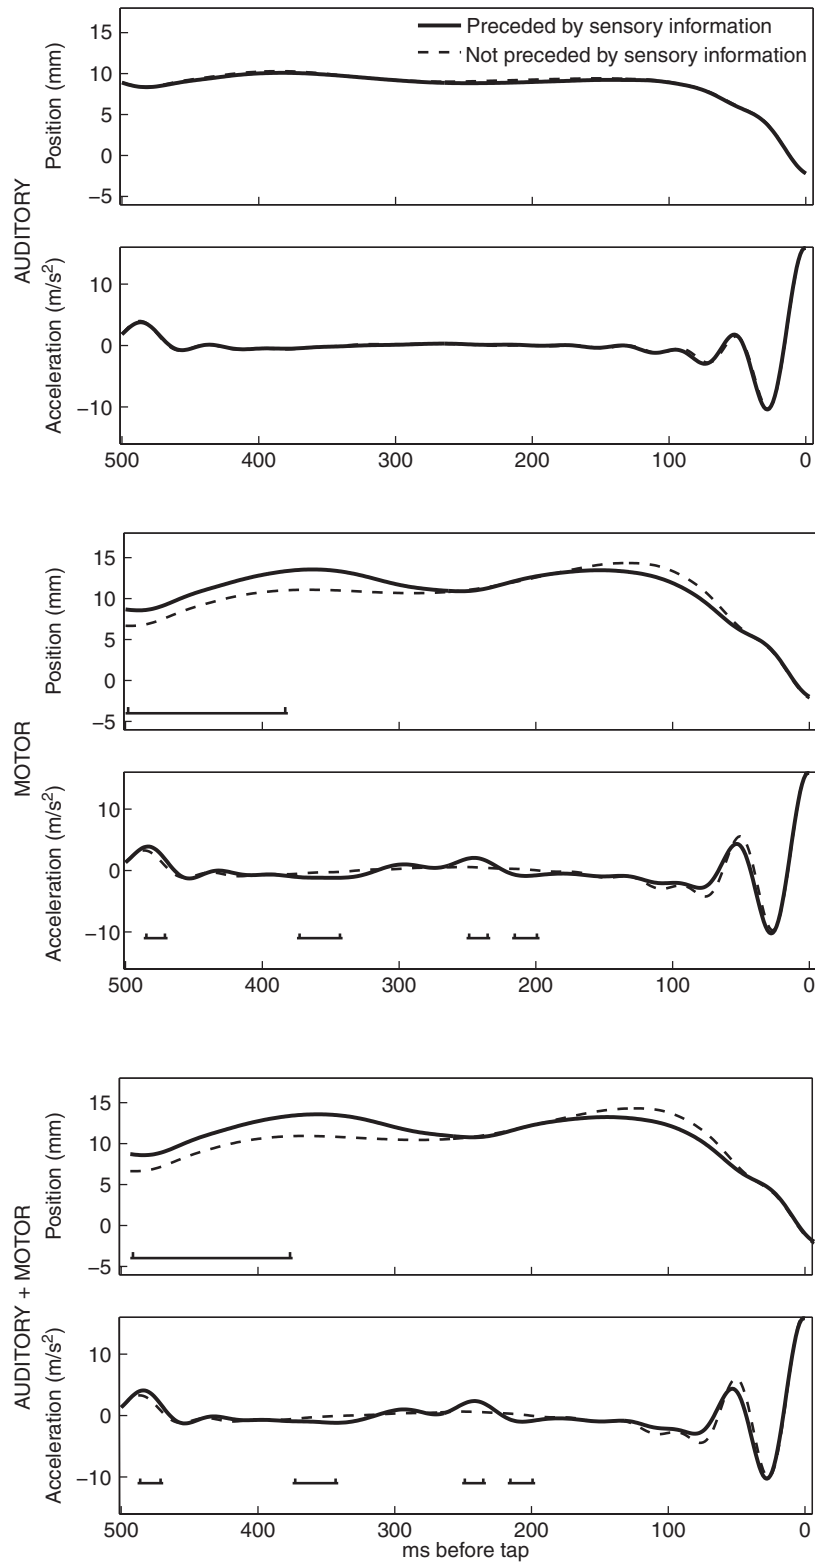 Preceded by sensory information
Not preceded by sensory information
AUDITORY
Position (mm)
15
10
5
0
−5
Acceleration (m/s²)
10
0
−10
500 400 300 200 100 0
MOTOR
Position (mm)
15
10
5
0
−5
Acceleration (m/s²)
10
0
−10
500 400 300 200 100 0
AUDITORY + MOTOR
Position (mm)
15
10
5
0
−5
Acceleration (m/s²)
10
0
−10
500 400 300 200 100 0
ms before tap